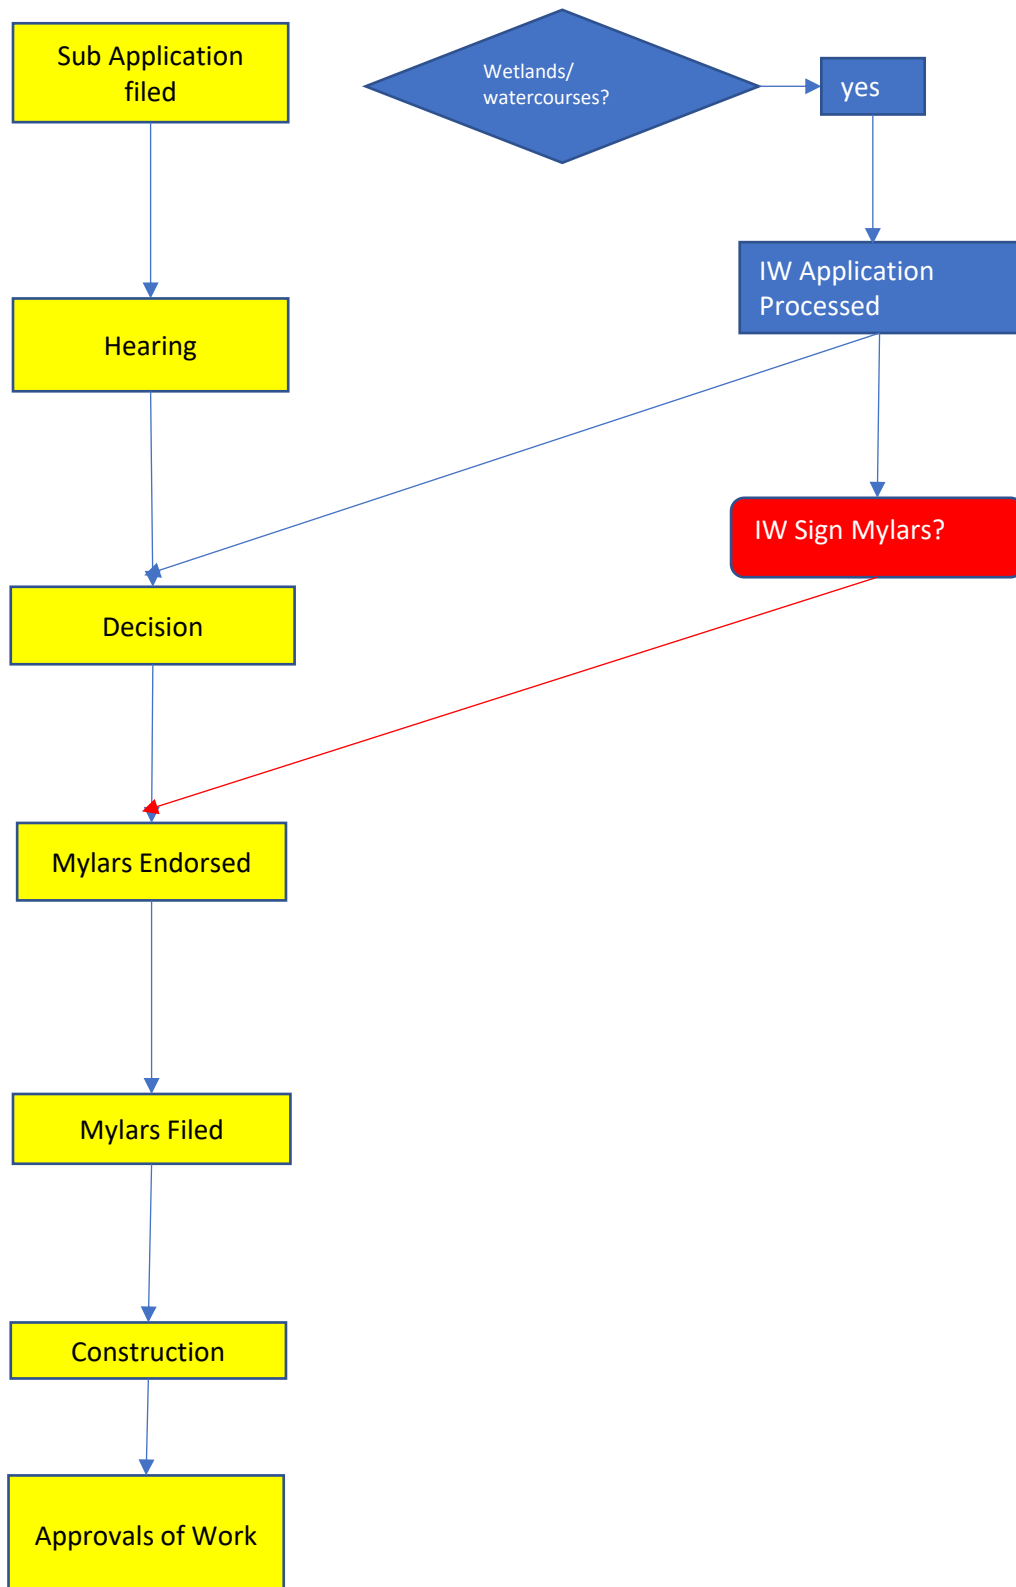 Sub Application
filed
Wetlands/
watercourses?
yes
IW Application
Processed
Hearing
IW Sign Mylars?
Decision
Mylars Endorsed
Mylars Filed
Construction
Approvals of Work